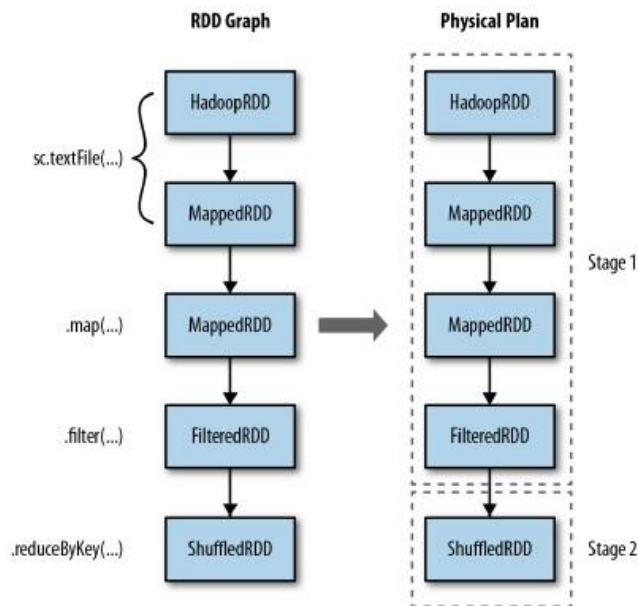 RDD Graph
Physical Plan
HadoopRDD
HadoopRDD
sc.textFile(...)
MappedRDD
MappedRDD
Stage 1
.map(...)
MappedRDD
MappedRDD
.filter(...)
FilteredRDD
FilteredRDD
.reduceByKey(...)
ShuffledRDD
ShuffledRDD
Stage 2